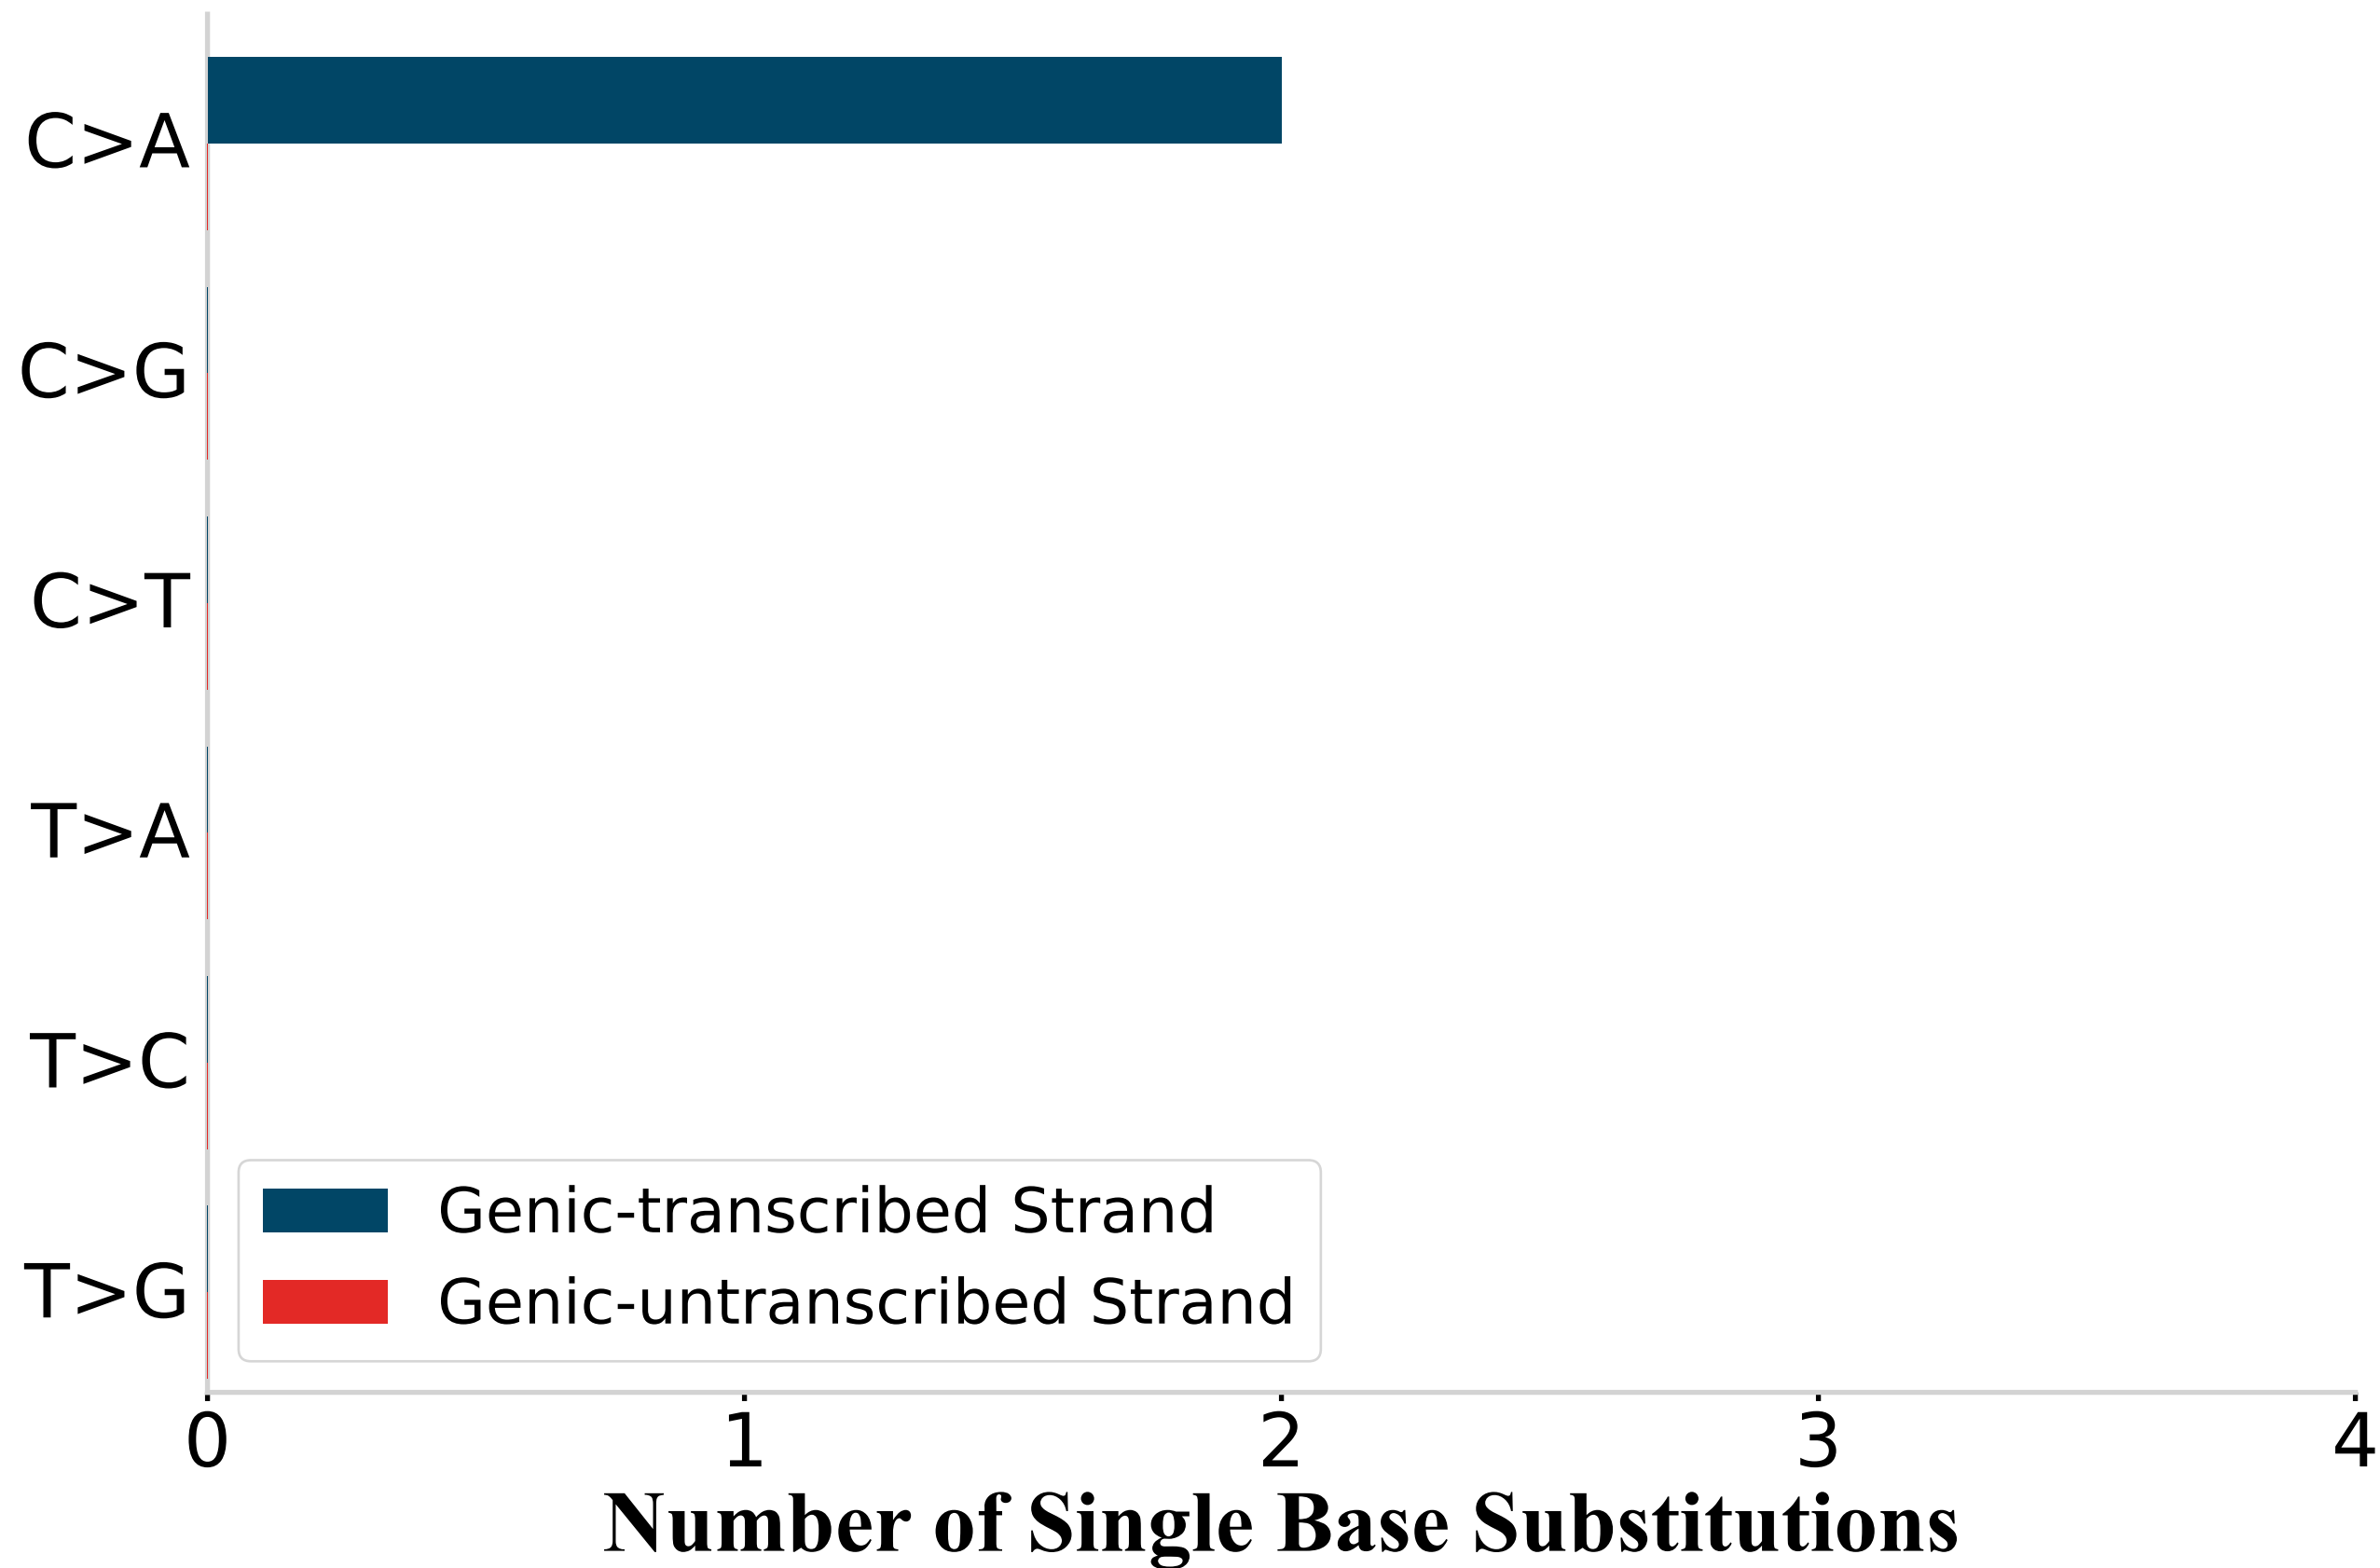 C>A
C>G
C>T
T>A
T>C
T>G
Genic-transcribed Strand
Genic-untranscribed Strand
0 1 2 3 4
Number of Single Base Substitutions